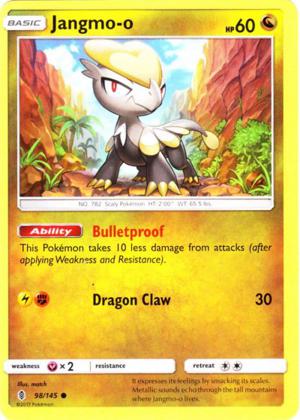 BASIC
Jangmo-o HP 60
NO. 782 Scaly Pokémon HT: 2'00" WT: 65.5 lbs.
Ability Bulletproof
This Pokémon takes 10 less damage from attacks (after
applying Weakness and Resistance).
Dragon Claw 30
weakness × 2 resistance retreat
Illus. match
98/145
©2017 Pokémon
It expresses its feelings by smacking its scales.
Metallic sounds echo through the tall mountains
where Jangmo-o lives.